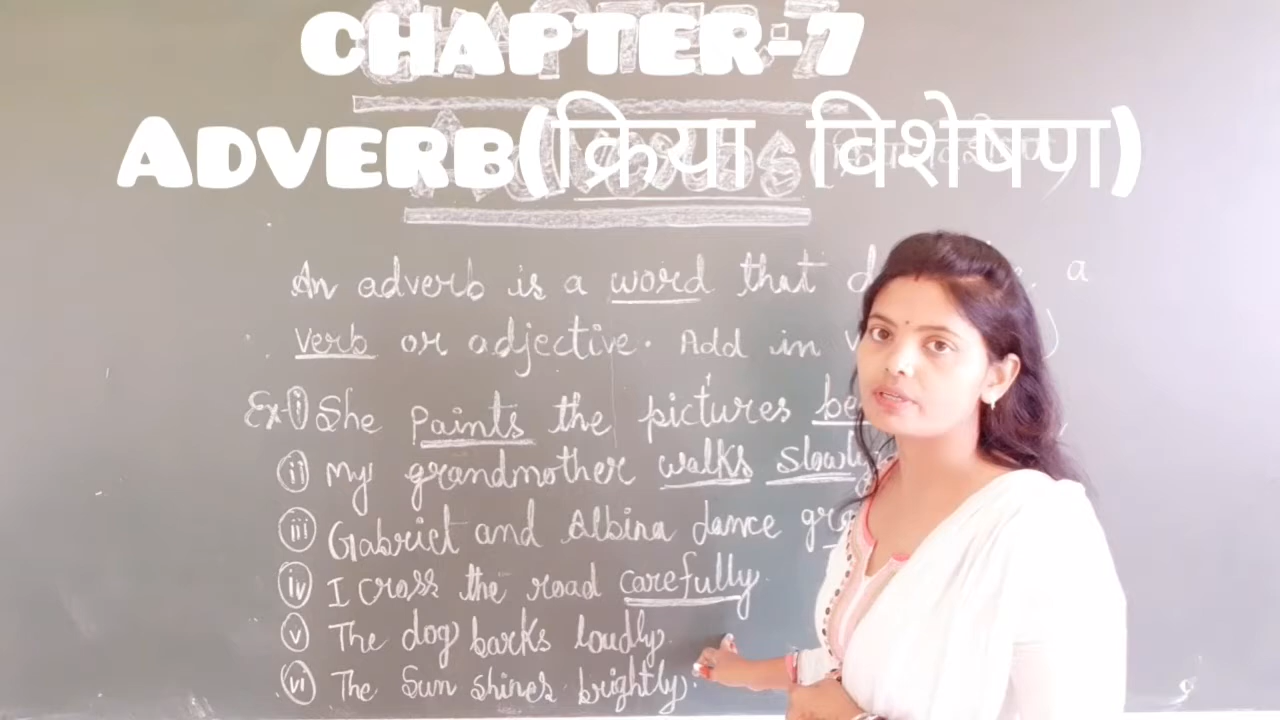 CHAPTER-7
ADVERB(क्रिया विशेषण)
An adverb is a word that a
verb or adjective. Add in
Ex-(i) She Paints the pictures
(ii) My grandmother walks slowly
(iii) Gabriel and Albina dance
(iv) I cross the road carefully.
(v) The dog barks loudly.
(vi) The Sun shines brightly.